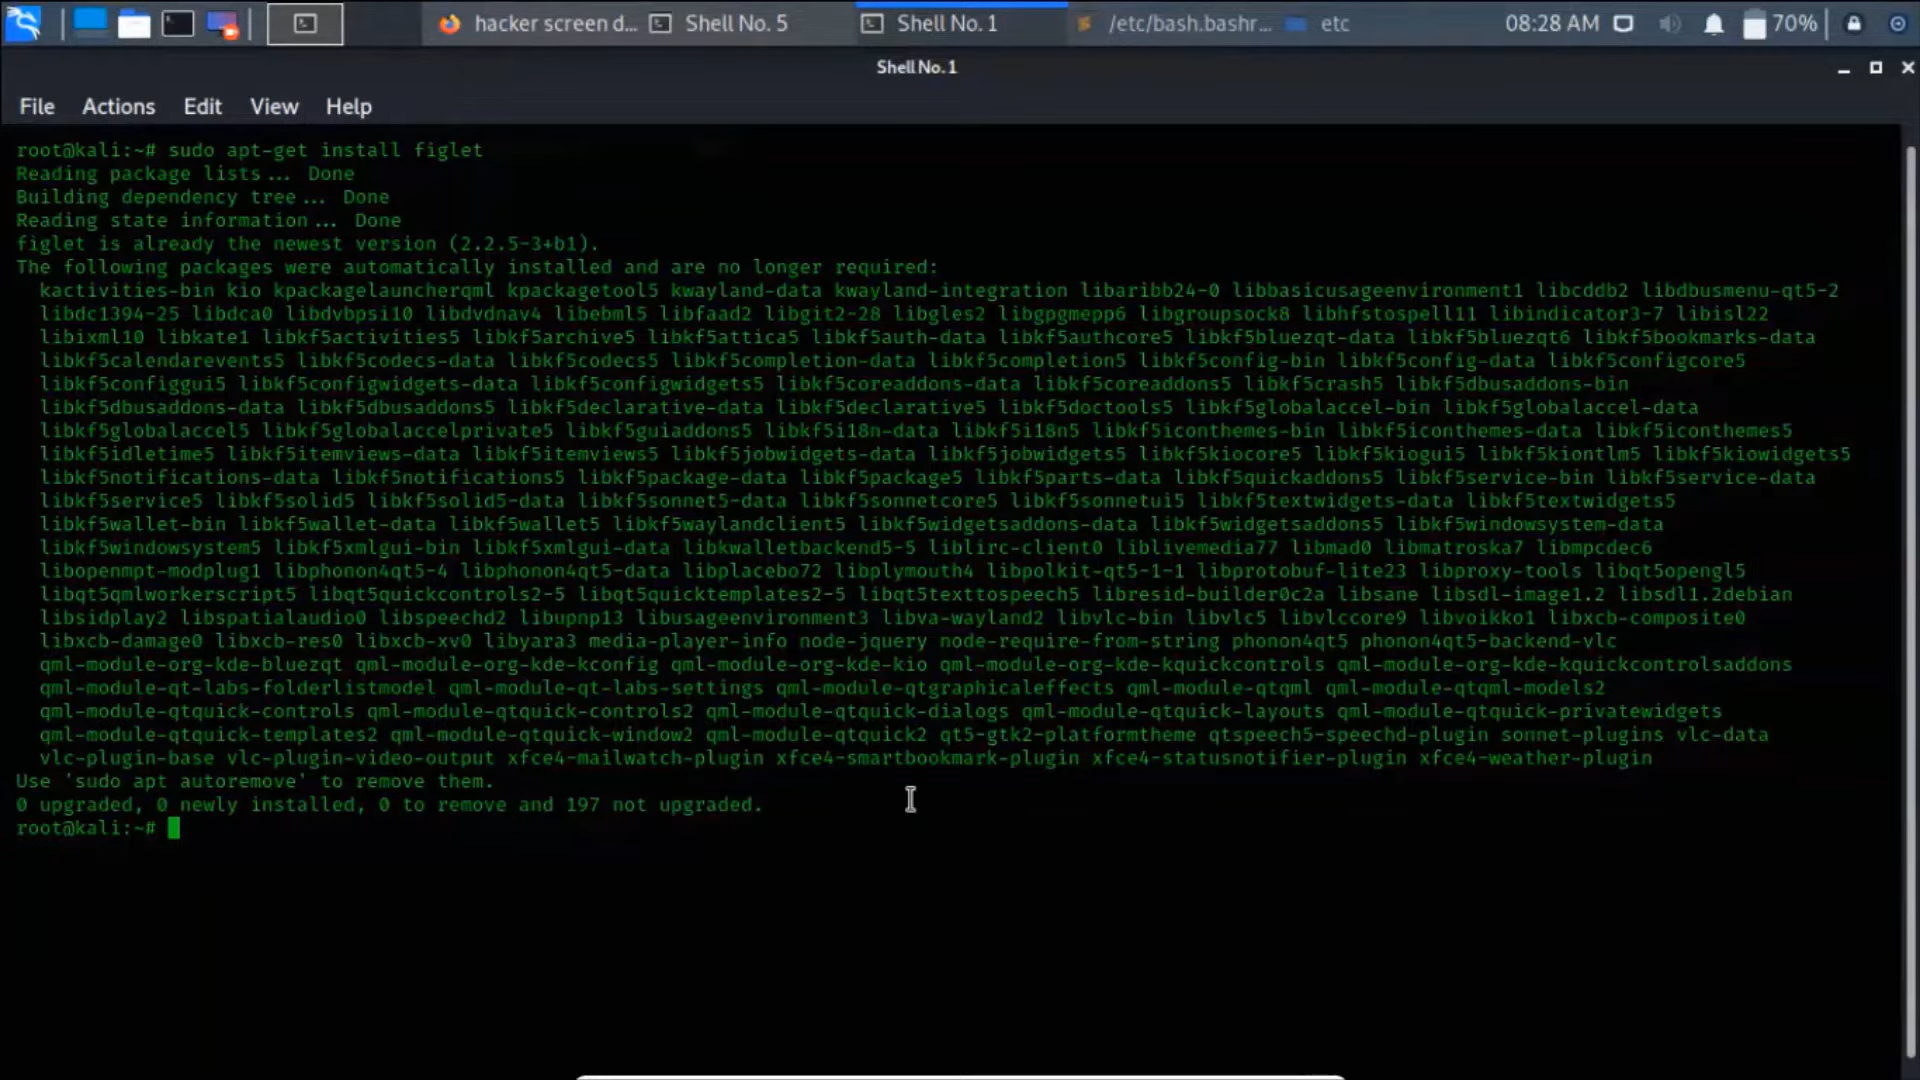 hacker screen d...
Shell No. 5
Shell No. 1
/etc/bash.bashr...
etc
08:28 AM
70%
Shell No. 1
File Actions Edit View Help
root@kali:~# sudo apt-get install figlet
Reading package lists... Done
Building dependency tree... Done
Reading state information... Done
figlet is already the newest version (2.2.5-3+b1).
The following packages were automatically installed and are no longer required:
kactivities-bin kio kpackagelauncherqml kpackagetool5 kwayland-data kwayland-integration libaribb24-0 libbasicusageenvironment1 libcddb2 libdbusmenu-qt5-2
libdc1394-25 libdca0 libdvbpsi10 libdvdnav4 libebml5 libfaad2 libgit2-28 libgles2 libgpgmepp6 libgroupsock8 libhfstospell11 libindicator3-7 libisl22
libixml10 libkate1 libkf5activities5 libkf5archive5 libkf5attica5 libkf5auth-data libkf5authcore5 libkf5bluezqt-data libkf5bluezqt6 libkf5bookmarks-data
libkf5calendarevents5 libkf5codecs-data libkf5codecs5 libkf5completion-data libkf5completion5 libkf5config-bin libkf5config-data libkf5configcore5
libkf5configgui5 libkf5configwidgets-data libkf5configwidgets5 libkf5coreaddons-data libkf5coreaddons5 libkf5crash5 libkf5dbusaddons-bin
libkf5dbusaddons-data libkf5dbusaddons5 libkf5declarative-data libkf5declarative5 libkf5doctools5 libkf5globalaccel-bin libkf5globalaccel-data
libkf5globalaccel5 libkf5globalaccelprivate5 libkf5guiaddons5 libkf5i18n-data libkf5i18n5 libkf5iconthemes-bin libkf5iconthemes-data libkf5iconthemes5
libkf5idletime5 libkf5itemviews-data libkf5itemviews5 libkf5jobwidgets-data libkf5jobwidgets5 libkf5kiocore5 libkf5kiogui5 libkf5kiontlm5 libkf5kiowidgets5
libkf5notifications-data libkf5notifications5 libkf5package-data libkf5package5 libkf5parts-data libkf5quickaddons5 libkf5service-bin libkf5service-data
libkf5service5 libkf5solid5 libkf5solid5-data libkf5sonnet5-data libkf5sonnetcore5 libkf5sonnetui5 libkf5textwidgets-data libkf5textwidgets5
libkf5wallet-bin libkf5wallet-data libkf5wallet5 libkf5waylandclient5 libkf5widgetsaddons-data libkf5widgetsaddons5 libkf5windowsystem-data
libkf5windowsystem5 libkf5xmlgui-bin libkf5xmlgui-data libkwalletbackend5-5 liblirc-client0 liblivemedia77 libmad0 libmatroska7 libmpcdec6
libopenmpt-modplug1 libphonon4qt5-4 libphonon4qt5-data libplacebo72 libplymouth4 libpolkit-qt5-1-1 libprotobuf-lite23 libproxy-tools libqt5opengl5
libqt5qmlworkerscript5 libqt5quickcontrols2-5 libqt5quicktemplates2-5 libqt5texttospeech5 libresid-builder0c2a libsane libsdl-image1.2 libsdl1.2debian
libsidplay2 libspatialaudio0 libspeechd2 libupnp13 libusageenvironment3 libva-wayland2 libvlc-bin libvlc5 libvlccore9 libvoikko1 libxcb-composite0
libxcb-damage0 libxcb-res0 libxcb-xv0 libyara3 media-player-info node-jquery node-require-from-string phonon4qt5 phonon4qt5-backend-vlc
qml-module-org-kde-bluezqt qml-module-org-kde-kconfig qml-module-org-kde-kio qml-module-org-kde-kquickcontrols qml-module-org-kde-kquickcontrolsaddons
qml-module-qt-labs-folderlistmodel qml-module-qt-labs-settings qml-module-qtgraphicaleffects qml-module-qtqml qml-module-qtqml-models2
qml-module-qtquick-controls qml-module-qtquick-controls2 qml-module-qtquick-dialogs qml-module-qtquick-layouts qml-module-qtquick-privatewidgets
qml-module-qtquick-templates2 qml-module-qtquick-window2 qml-module-qtquick2 qt5-gtk2-platformtheme qtspeech5-speechd-plugin sonnet-plugins vlc-data
vlc-plugin-base vlc-plugin-video-output xfce4-mailwatch-plugin xfce4-smartbookmark-plugin xfce4-statusnotifier-plugin xfce4-weather-plugin
Use 'sudo apt autoremove' to remove them.
0 upgraded, 0 newly installed, 0 to remove and 197 not upgraded.
root@kali:~#